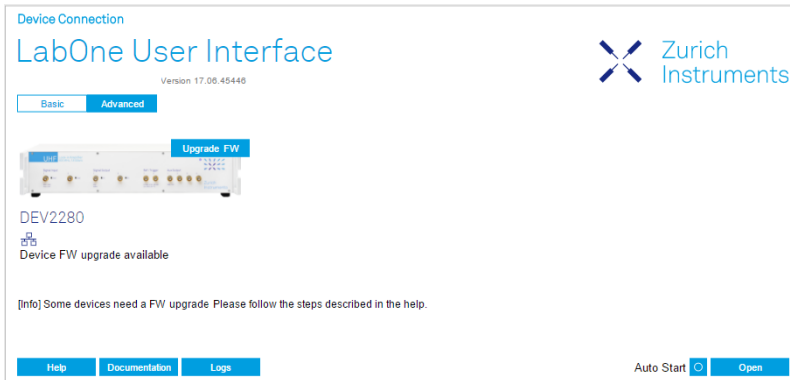 Device Connection
LabOne User Interface
Zurich
Instruments
Version 17.06.45446
Basic
Advanced
Upgrade FW
UHF
DEV2280
Device FW upgrade available
[Info] Some devices need a FW upgrade Please follow the steps described in the help.
Help
Documentation
Logs
Auto Start
Open